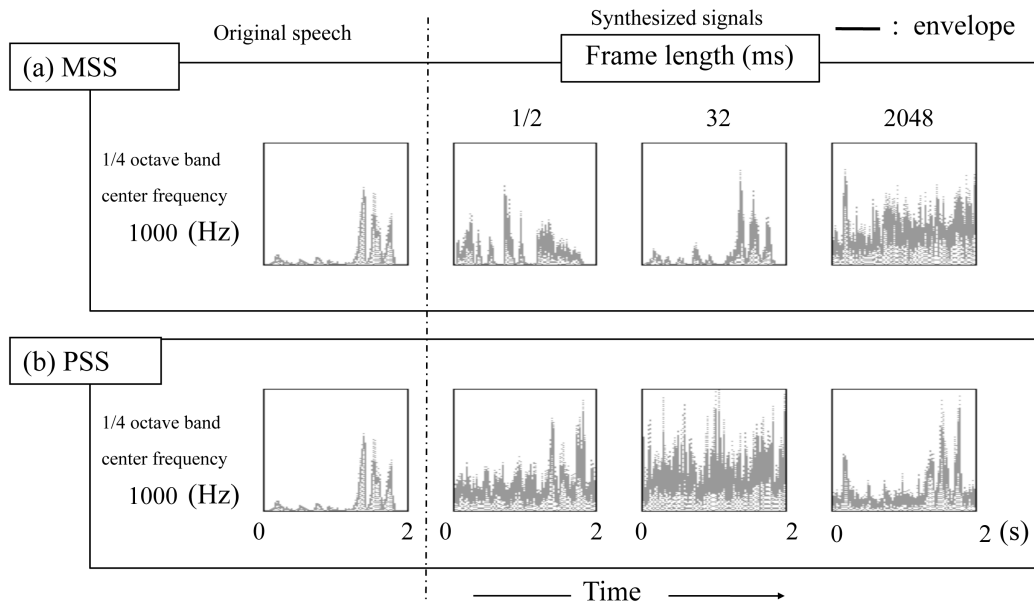 Original speech
Synthesized signals
: envelope
(a) MSS
Frame length (ms)
1/2
32
2048
1/4 octave band
center frequency
1000 (Hz)
(b) PSS
1/4 octave band
center frequency
1000 (Hz)
0 2 0 2 0 2 0 2 (s)
Time